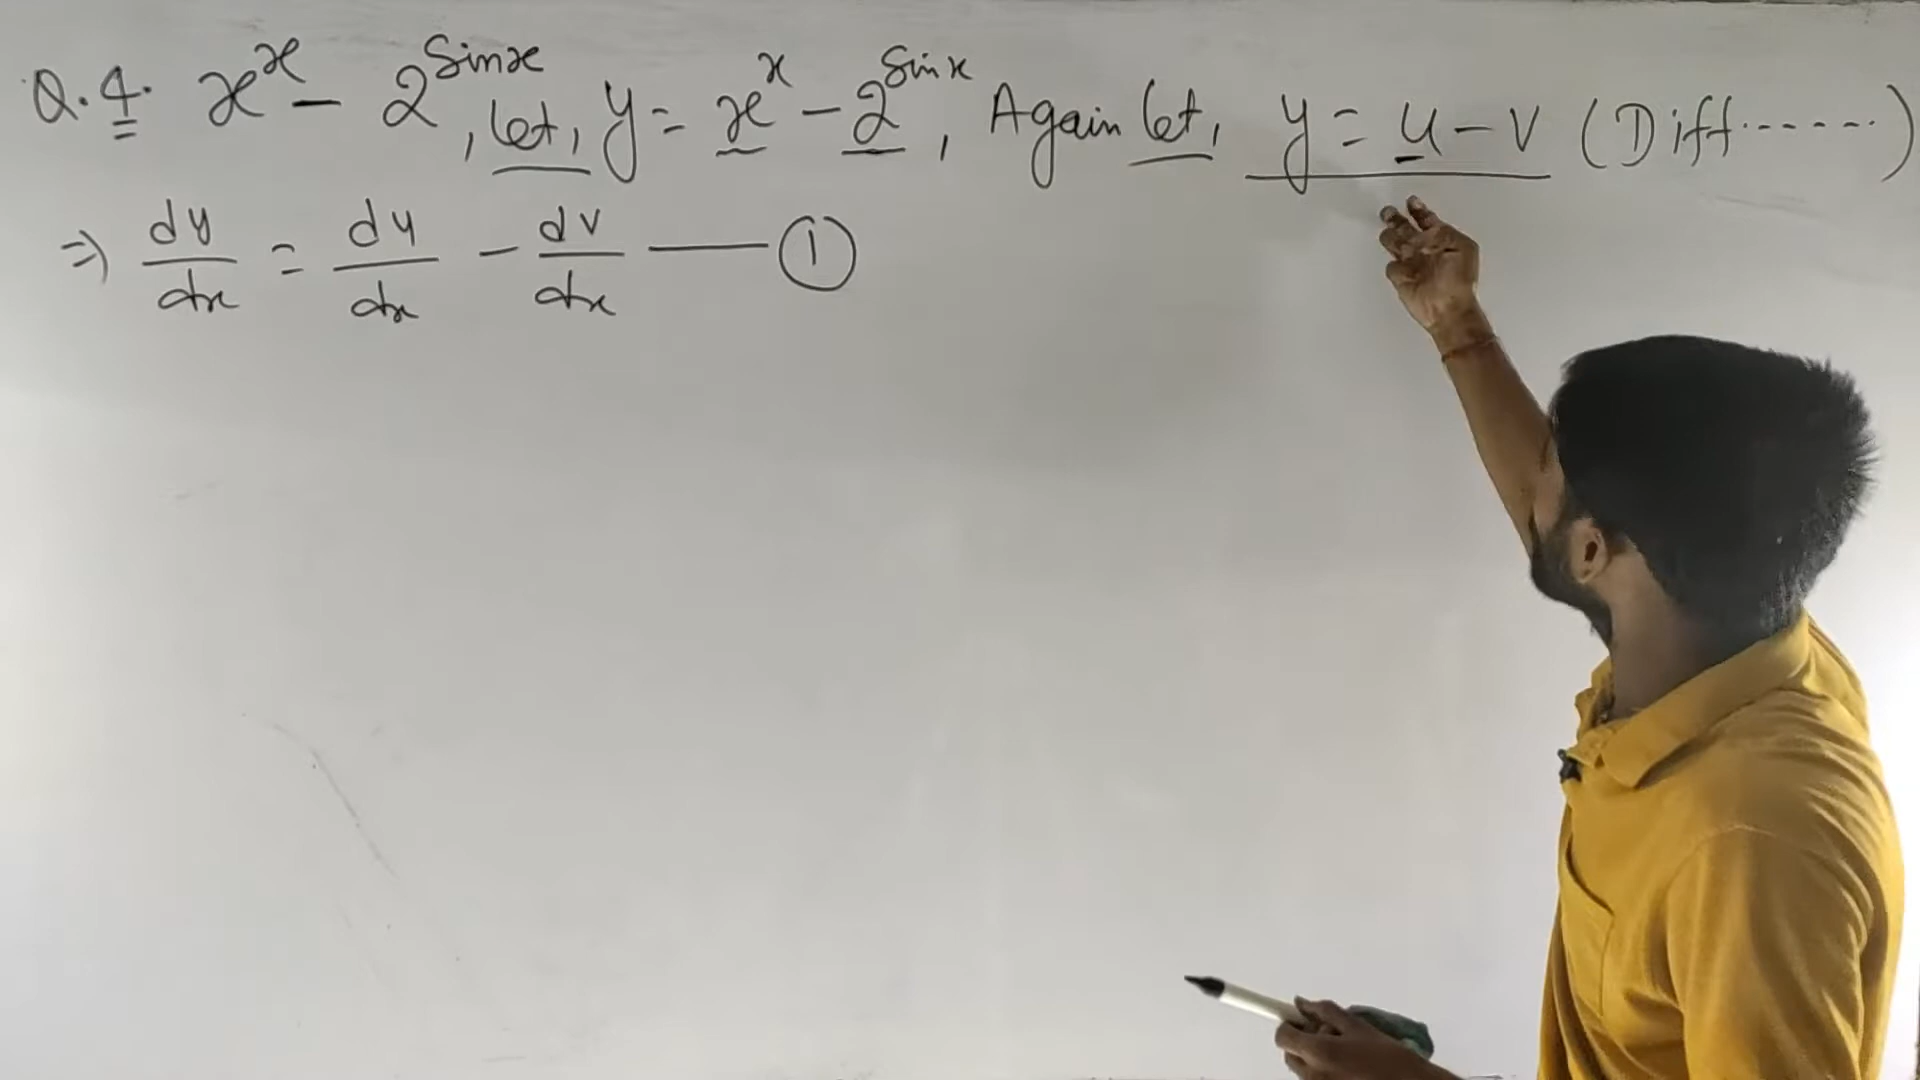 Q.4. x^x - 2^Sinx, let, y = x^x - 2^Sinx, Again let, y = u - v (Diff......)
⇒ dy/dx = du/dx - dv/dx —— ①